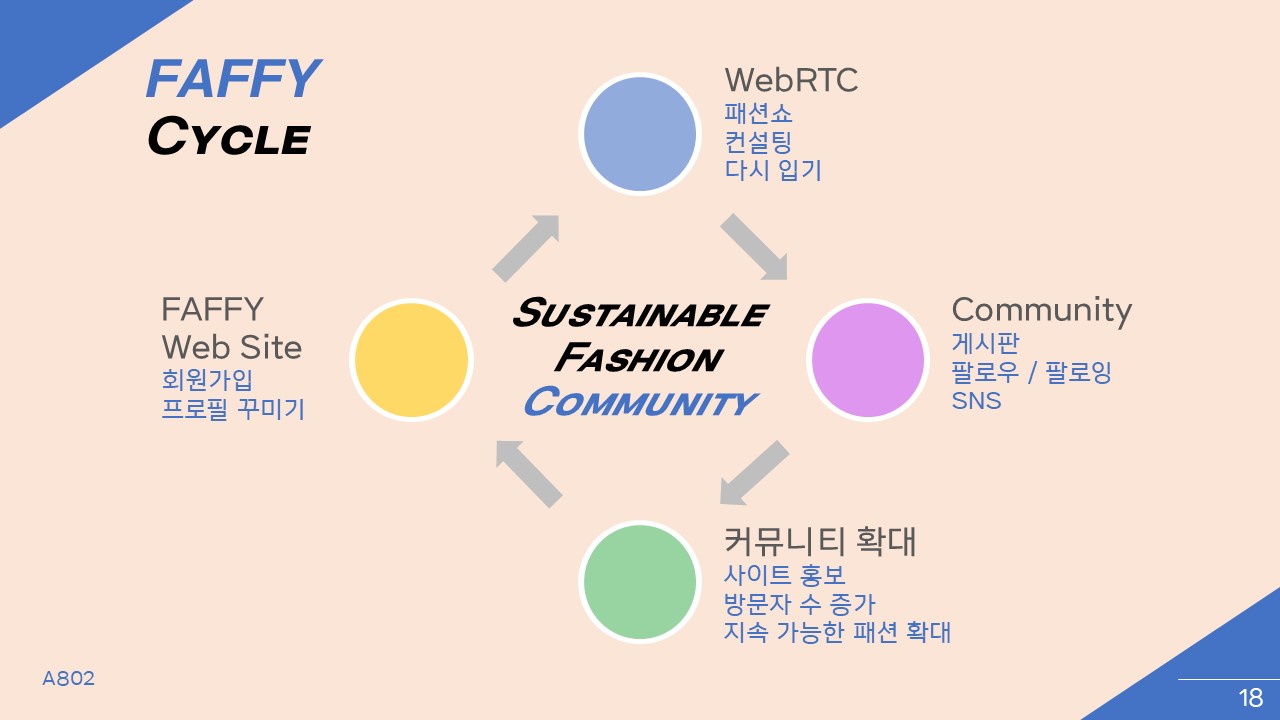 FAFFY
CYCLE
WebRTC
패션쇼
컨설팅
다시 입기
FAFFY
Web Site
회원가입
프로필 꾸미기
SUSTAINABLE
FASHION
COMMUNITY
Community
게시판
팔로우 / 팔로잉
SNS
커뮤니티 확대
사이트 홍보
방문자 수 증가
지속 가능한 패션 확대
A802
18